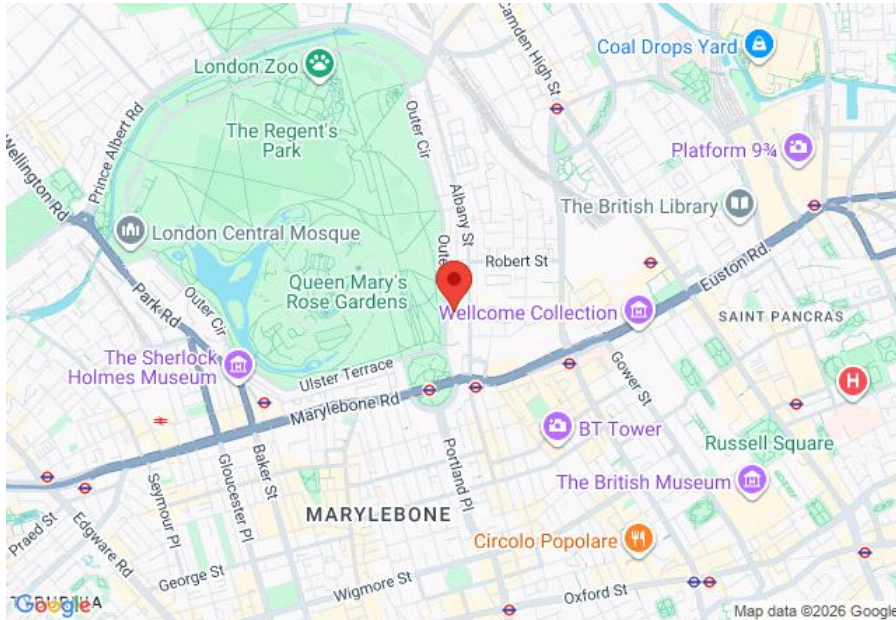 Coal Drops Yard
London Zoo
Camden High St
Outer Cir
The Regent's
Park
Prince Albert Rd
Wellington Rd
Platform 9¾
Albany St
The British Library
London Central Mosque
Robert St
Euston Rd.
Queen Mary's
Rose Gardens
Wellcome Collection
Outer Cir
Park Rd
SAINT PANCRAS
The Sherlock
Holmes Museum
Ulster Terrace
Gower St
H
Marylebone Rd
BT Tower
Russell Square
Baker St
Gloucester Pl
Portland Pl
The British Museum
Seymour Pl
MARYLEBONE
Praed St
Edgware Rd
Circolo Popolare
George St
Wigmore St
Oxford St
Google
Map data ©2026 Google